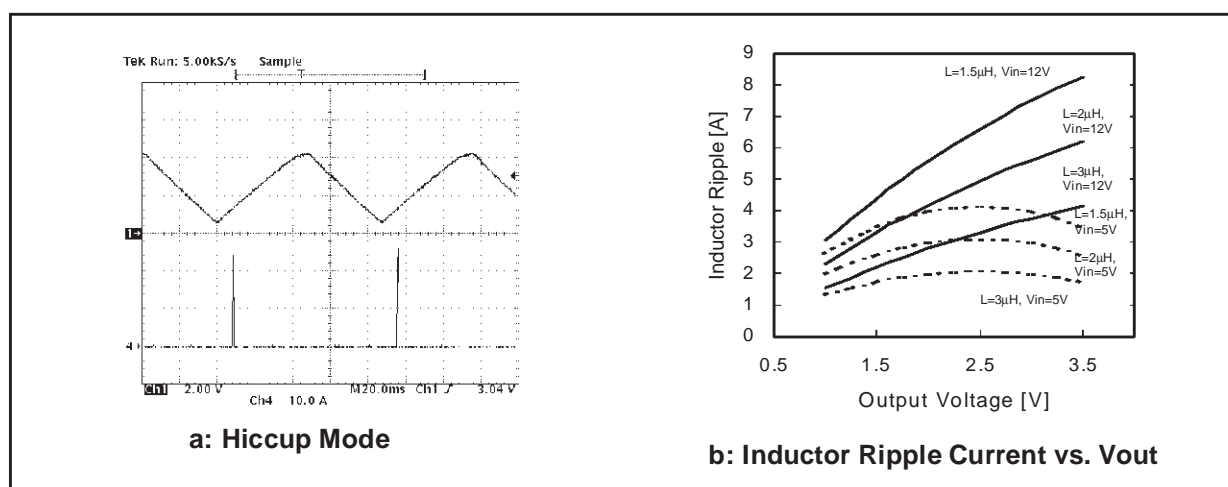 Tek Run: 5.00kS/s Sample
T
1→
4→
Ch1 2.00 V M20.0ms Ch1 ƒ 3.04 V
Ch4 10.0 A
a: Hiccup Mode
Inductor Ripple [A]
9
8
7
6
5
4
3
2
1
0
L=1.5µH, Vin=12V
L=2µH,
Vin=12V
L=3µH,
Vin=12V
L=1.5µH,
Vin=5V
L=2µH,
Vin=5V
L=3µH, Vin=5V
0.5 1.5 2.5 3.5
Output Voltage [V]
b: Inductor Ripple Current vs. Vout